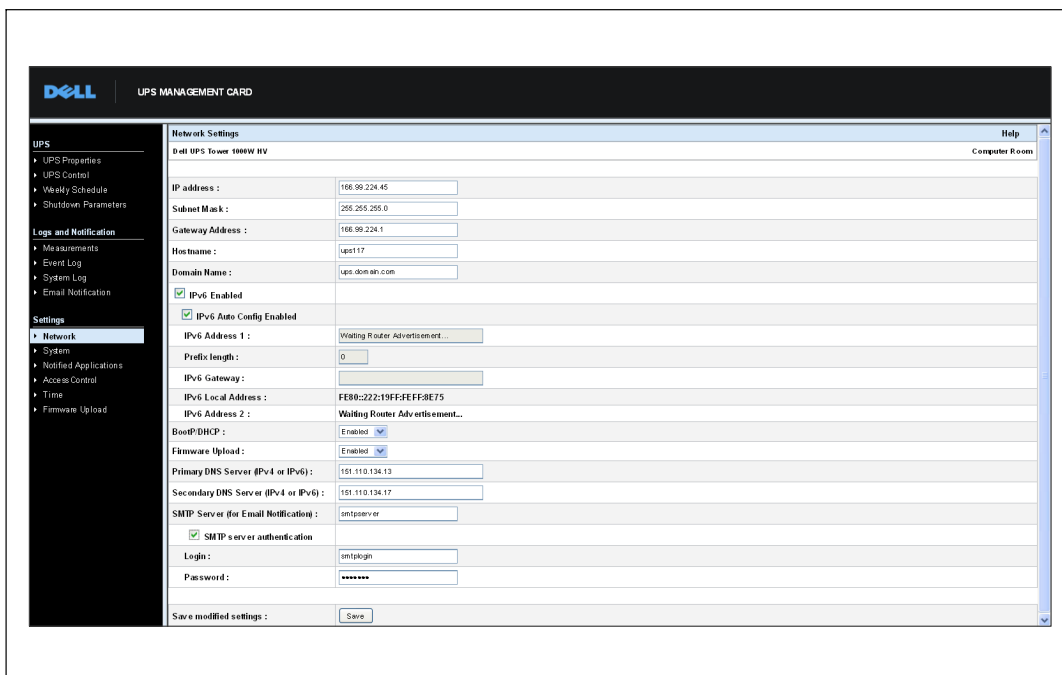 DELL
UPS MANAGEMENT CARD
UPS
UPS Properties
UPS Control
Weekly Schedule
Shutdown Parameters
Logs and Notification
Measurements
Event Log
System Log
Email Notification
Settings
Network
System
Notified Applications
Access Control
Time
Firmware Upload
Network Settings Help
Dell UPS Tower 1000W HV Computer Room
IP address : 166.99.224.45
Subnet Mask : 255.255.255.0
Gateway Address : 166.99.224.1
Hostname : ups117
Domain Name : ups.domain.com
IPv6 Enabled
IPv6 Auto Config Enabled
IPv6 Address 1 : Waiting Router Advertisement...
Prefix length : 0
IPv6 Gateway :
IPv6 Local Address : FE80::222:19FF:FEFF:8E75
IPv6 Address 2 : Waiting Router Advertisement...
BootP/DHCP : Enabled
Firmware Upload : Enabled
Primary DNS Server (IPv4 or IPv6) : 151.110.134.13
Secondary DNS Server (IPv4 or IPv6) : 151.110.134.17
SMTP Server (for Email Notification) : smtpserver
SMTP server authentication
Login : smtplogin
Password : •••••••
Save modified settings : Save